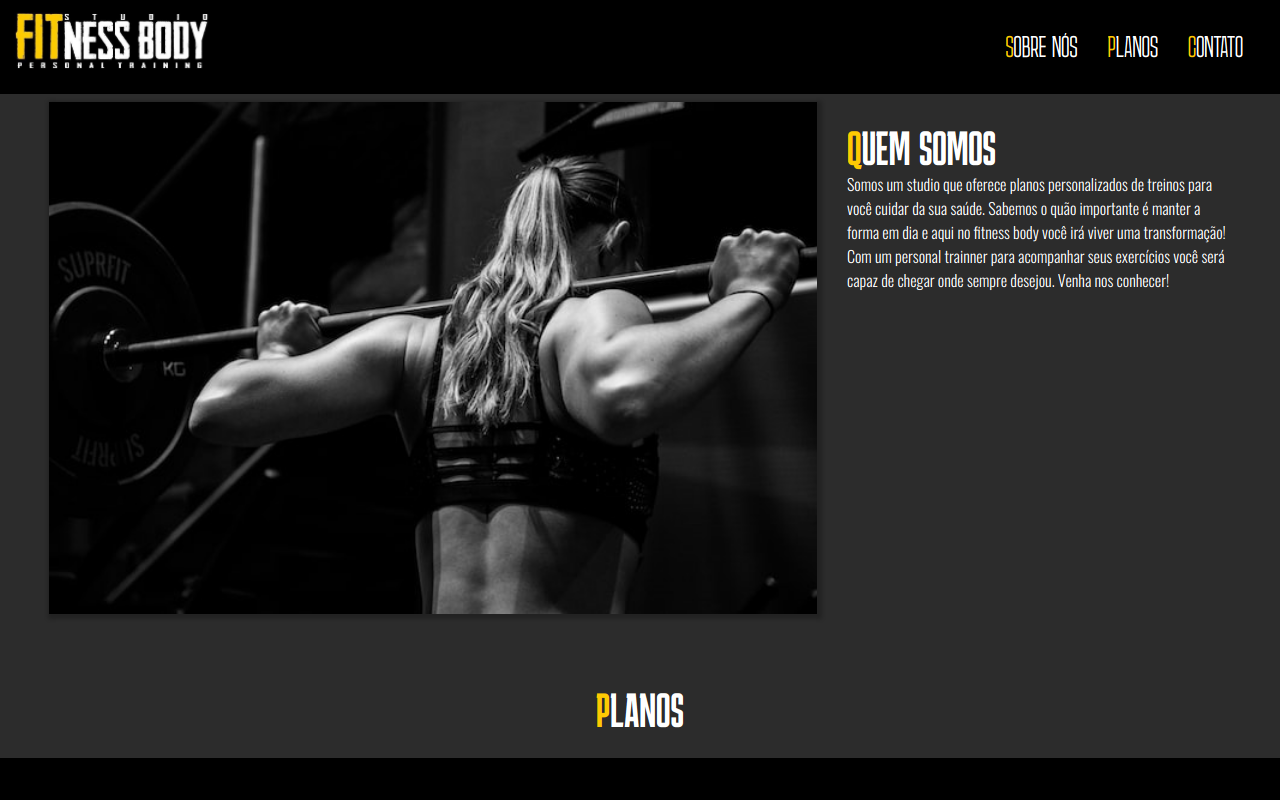 STUDIO
FITNESS BODY
PERSONAL TRAINING
SOBRE NÓS
PLANOS
CONTATO
SUPRFIT
KG
SUPRFIT
QUEM SOMOS
Somos um studio que oferece planos personalizados de treinos para
você cuidar da sua saúde. Sabemos o quão importante é manter a
forma em dia e aqui no fitness body você irá viver uma transformação!
Com um personal trainner para acompanhar seus exercícios você será
capaz de chegar onde sempre desejou. Venha nos conhecer!
PLANOS